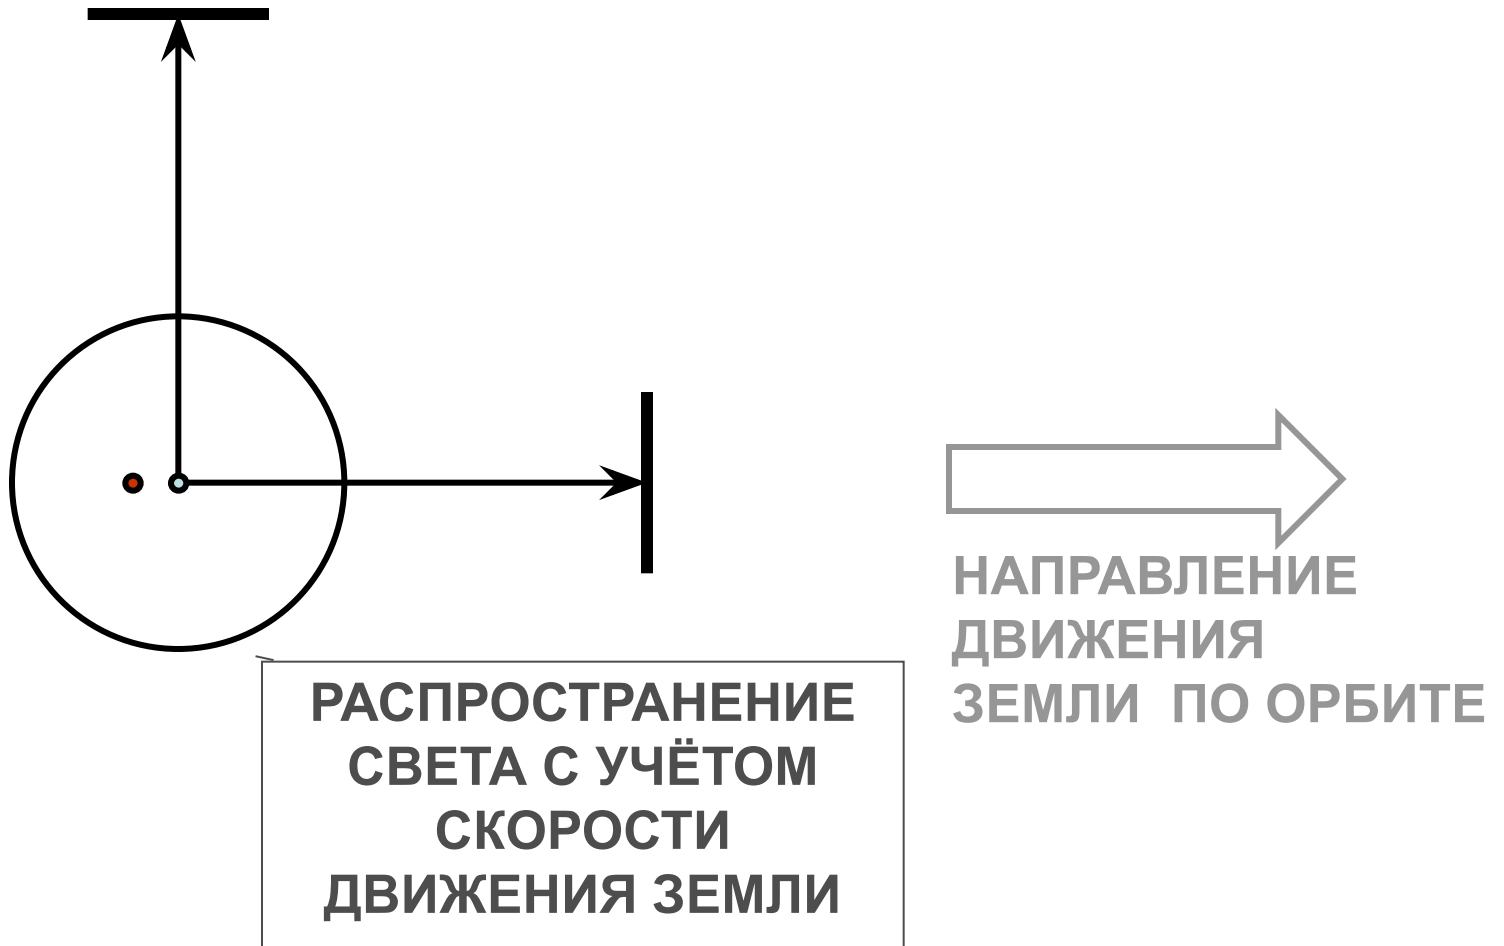 НАПРАВЛЕНИЕ
ДВИЖЕНИЯ
ЗЕМЛИ ПО ОРБИТЕ
РАСПРОСТРАНЕНИЕ
СВЕТА С УЧЁТОМ
СКОРОСТИ
ДВИЖЕНИЯ ЗЕМЛИ